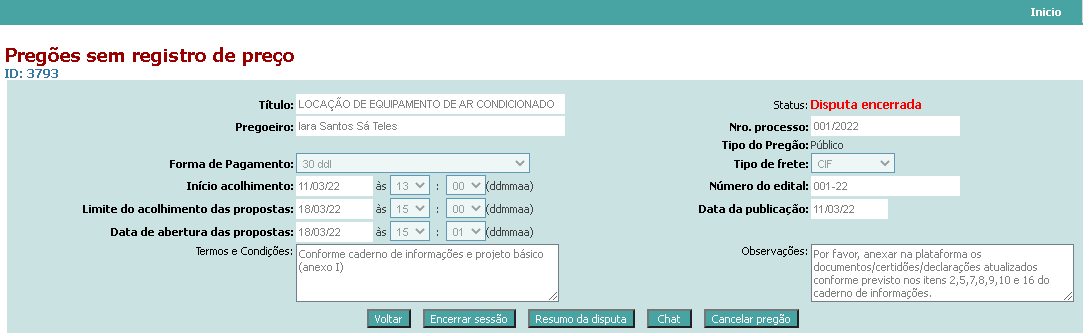 Inicio
Pregões sem registro de preço
ID: 3793
Título: LOCAÇÃO DE EQUIPAMENTO DE AR CONDICIONADO Status: Disputa encerrada
Pregoeiro: Iara Santos Sá Teles Nro. processo: 001/2022
Tipo do Pregão: Público
Forma de Pagamento: 30 ddl Tipo de frete: CIF
Início acolhimento: 11/03/22 às 13 : 00 (ddmmaa) Número do edital: 001-22
Limite do acolhimento das propostas: 18/03/22 às 15 : 00 (ddmmaa) Data da publicação: 11/03/22
Data de abertura das propostas: 18/03/22 às 15 : 01 (ddmmaa)
Termos e Condições: Conforme caderno de informações e projeto básico
(anexo I)
Observações: Por favor, anexar na plataforma os
documentos/certidões/declarações atualizados
conforme previsto nos itens 2,5,7,8,9,10 e 16 do
caderno de informações.
Voltar Encerrar sessão Resumo da disputa Chat Cancelar pregão